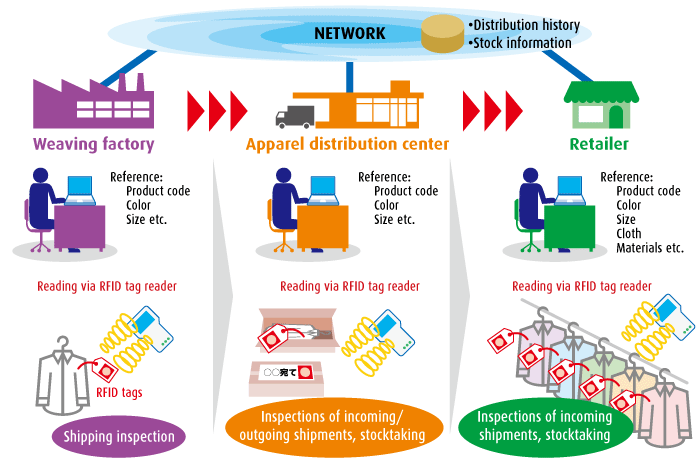 NETWORK
•Distribution history
•Stock information
Weaving factory
Apparel distribution center
Retailer
Reference:
Product code
Color
Size etc.
Reference:
Product code
Color
Size etc.
Reference:
Product code
Color
Size
Cloth
Materials etc.
Reading via RFID tag reader
Reading via RFID tag reader
Reading via RFID tag reader
〇〇宛て
RFID tags
Shipping inspection
Inspections of incoming/
outgoing shipments, stocktaking
Inspections of incoming
shipments, stocktaking